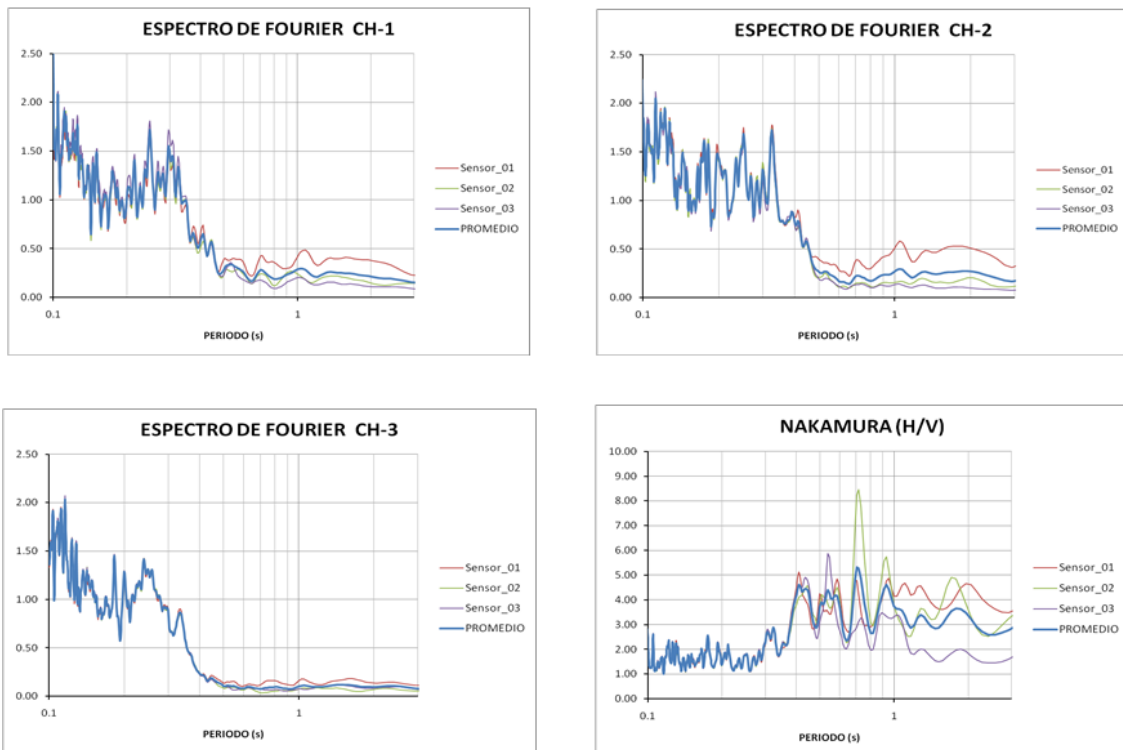 ESPECTRO DE FOURIER CH-1
2.50
2.00
1.50
1.00
0.50
0.00
0.1
1
PERIODO (s)
Sensor_01
Sensor_02
Sensor_03
PROMEDIO
ESPECTRO DE FOURIER CH-2
2.50
2.00
1.50
1.00
0.50
0.00
0.1
1
PERIODO (s)
Sensor_01
Sensor_02
Sensor_03
PROMEDIO
ESPECTRO DE FOURIER CH-3
2.50
2.00
1.50
1.00
0.50
0.00
0.1
1
PERIODO (s)
Sensor_01
Sensor_02
Sensor_03
PROMEDIO
NAKAMURA (H/V)
10.00
9.00
8.00
7.00
6.00
5.00
4.00
3.00
2.00
1.00
0.00
0.1
1
PERIODO (s)
Sensor_01
Sensor_02
Sensor_03
PROMEDIO